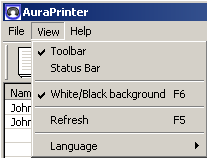 AuraPrinter
File View Help
Toolbar
Status Bar
White/Black background F6
Refresh F5
Language
Nam
John
John